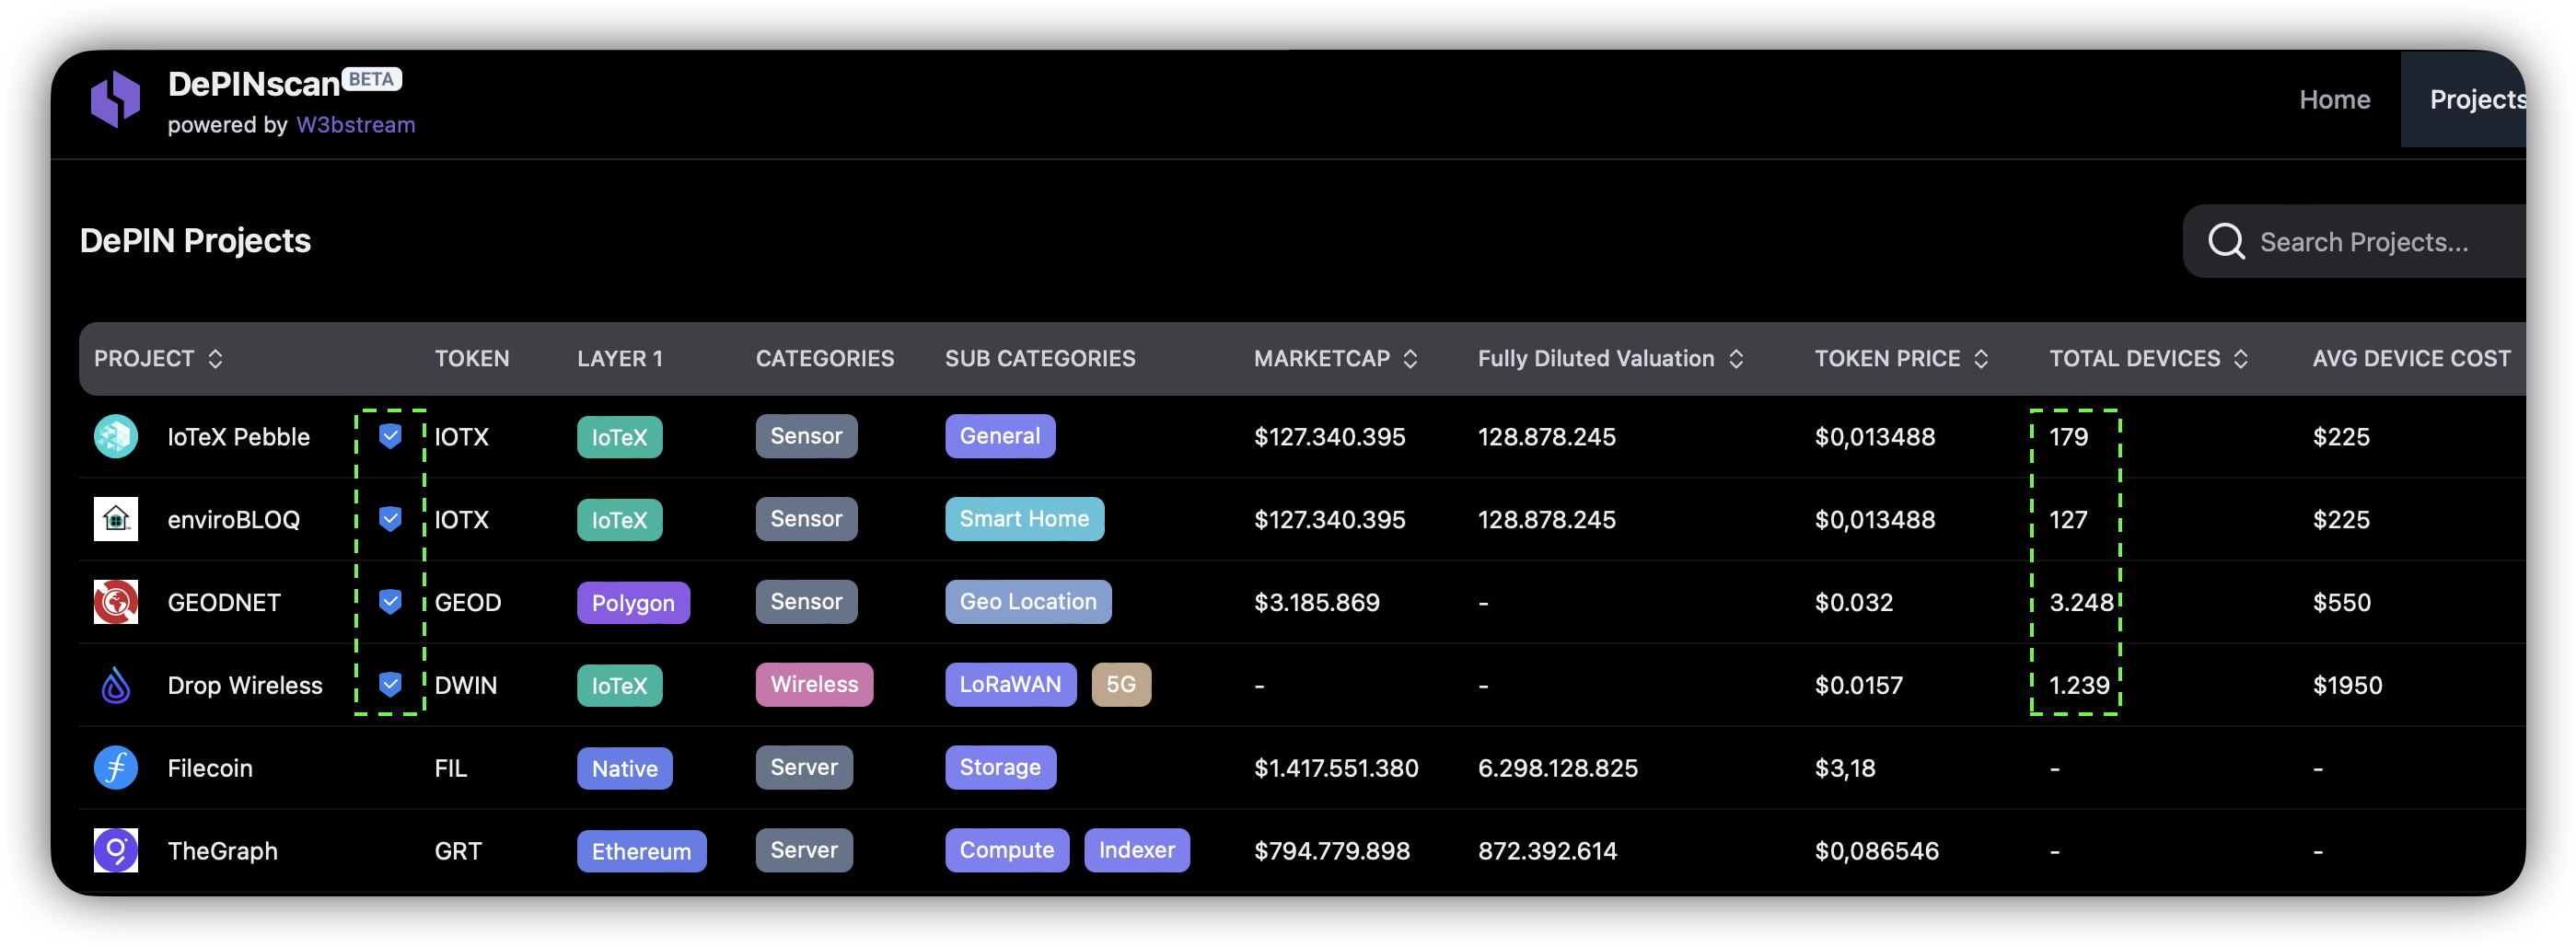 DePINscan BETA
powered by W3bstream
Home Projects
DePIN Projects
Search Projects...
PROJECT TOKEN LAYER 1 CATEGORIES SUB CATEGORIES MARKETCAP Fully Diluted Valuation TOKEN PRICE TOTAL DEVICES AVG DEVICE COST
IoTeX Pebble IOTX IoTeX Sensor General $127.340.395 128.878.245 $0,013488 179 $225
enviroBLOQ IOTX IoTeX Sensor Smart Home $127.340.395 128.878.245 $0,013488 127 $225
GEODNET GEOD Polygon Sensor Geo Location $3.185.869 - $0.032 3.248 $550
Drop Wireless DWIN IoTeX Wireless LoRaWAN 5G - - $0.0157 1.239 $1950
Filecoin FIL Native Server Storage $1.417.551.380 6.298.128.825 $3,18 - -
TheGraph GRT Ethereum Server Compute Indexer $794.779.898 872.392.614 $0,086546 - -